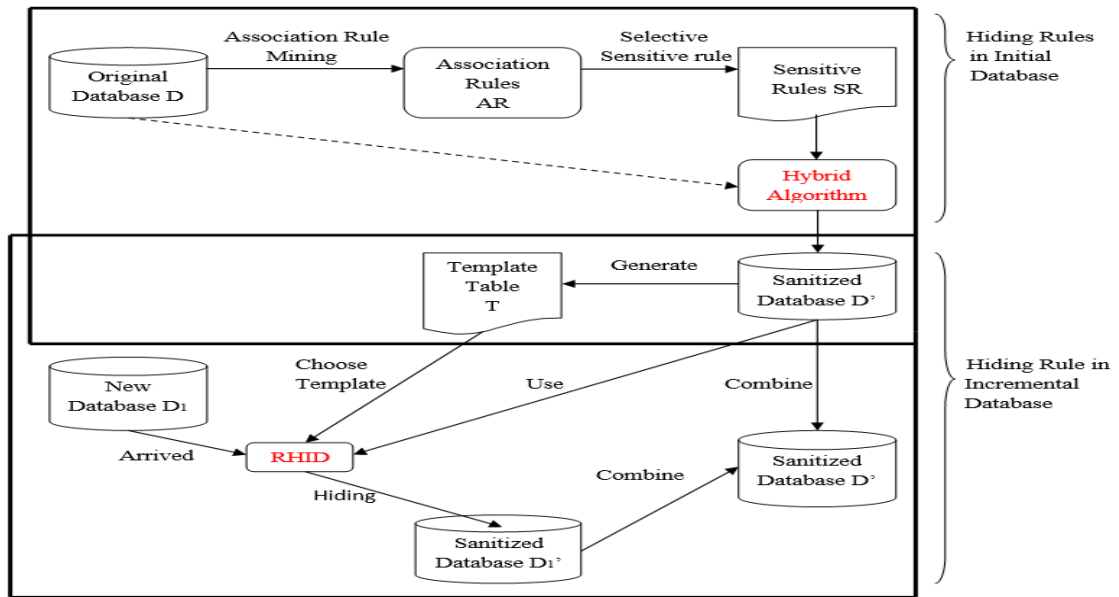 Association Rule
Mining
Selective
Sensitive rule
Original
Database D
Association
Rules
AR
Sensitive
Rules SR
Hiding Rules
in Initial
Database
Hybrid
Algorithm
Template
Table
T
Generate
Sanitized
Database D’
Choose
Template
Use
Combine
Hiding Rule in
Incremental
Database
New
Database D1
Arrived
RHID
Hiding
Combine
Sanitized
Database D’
Sanitized
Database D1’